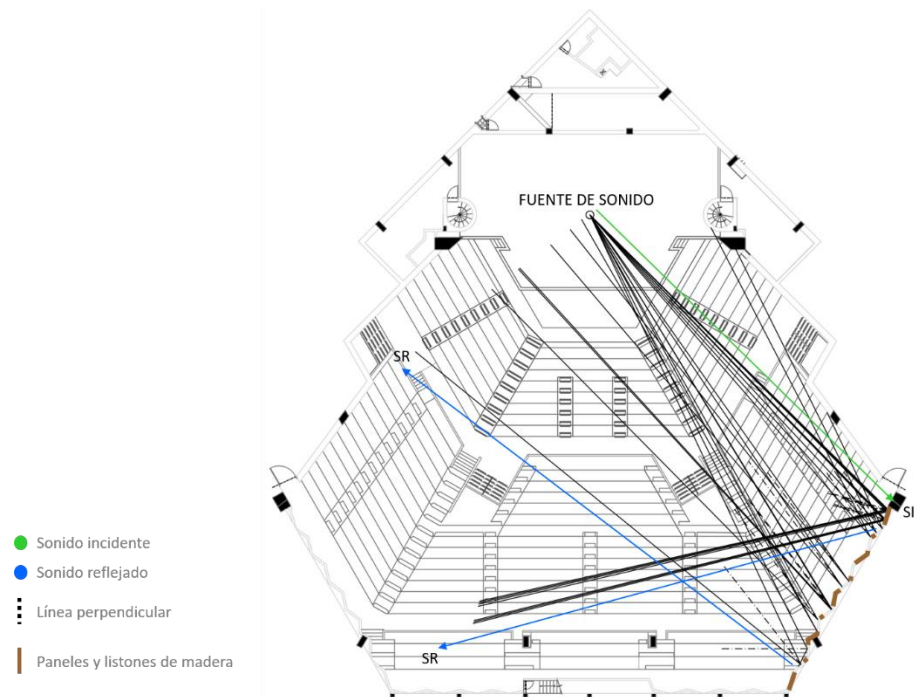 FUENTE DE SONIDO
SR
SI
SR
Sonido incidente
Sonido reflejado
Línea perpendicular
Paneles y listones de madera